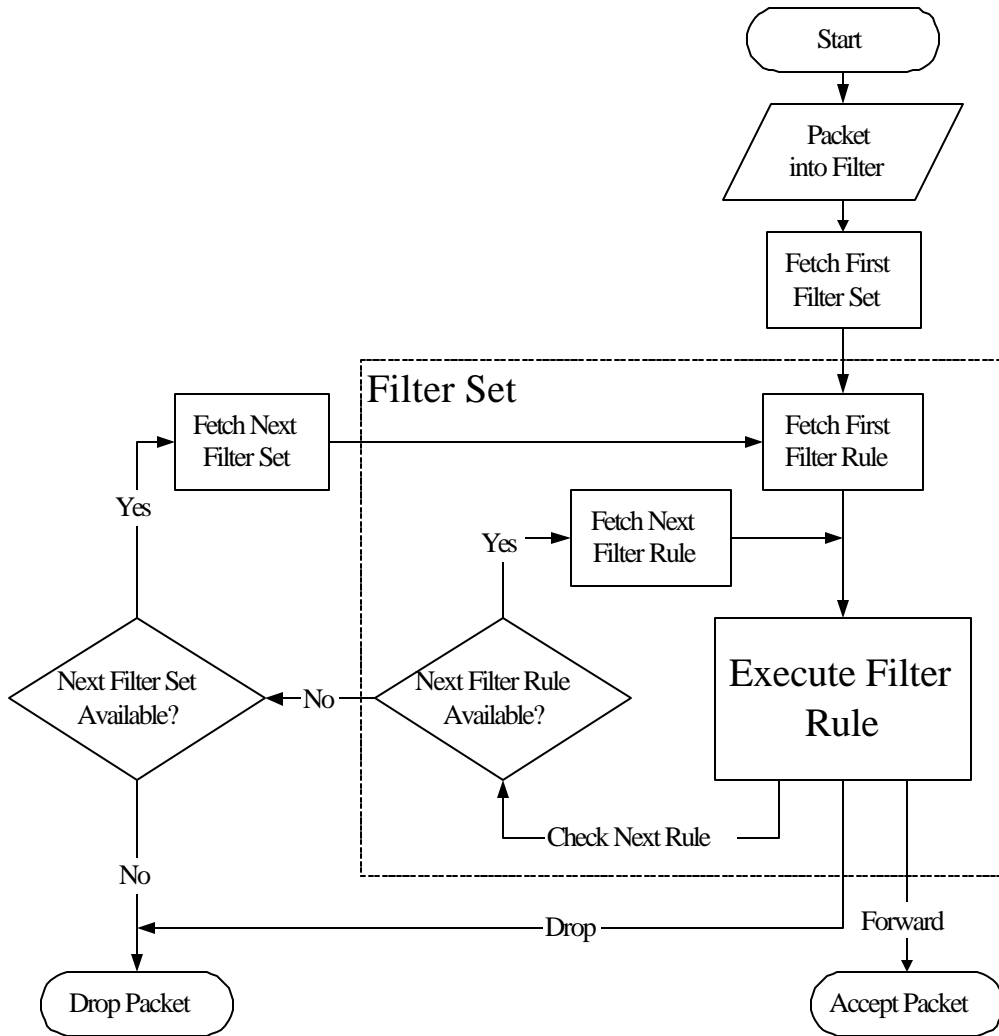 Start
Packet
into Filter
Fetch First
Filter Set
Filter Set
Fetch Next
Filter Set
Fetch First
Filter Rule
Yes
Fetch Next
Filter Rule
Yes
Next Filter Set
Available?
No
Next Filter Rule
Available?
Execute Filter
Rule
Check Next Rule
No
Drop
Forward
Drop Packet
Accept Packet